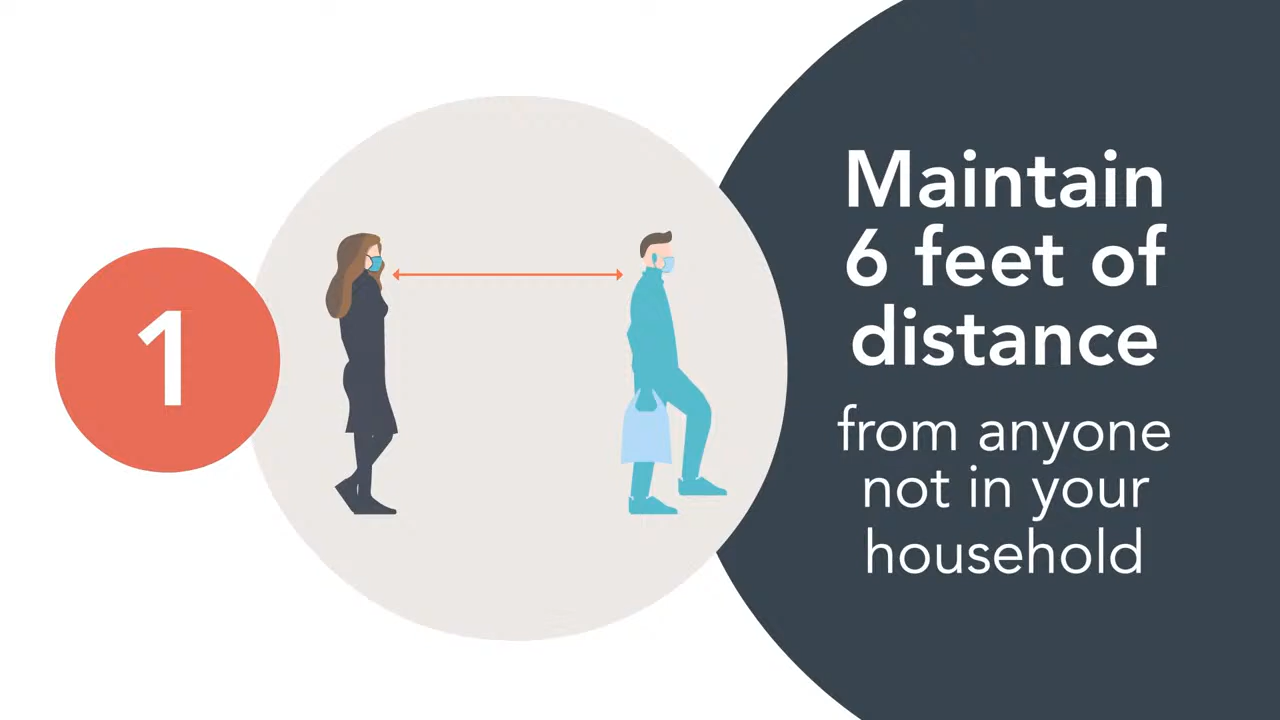 1
Maintain
6 feet of
distance
from anyone
not in your
household